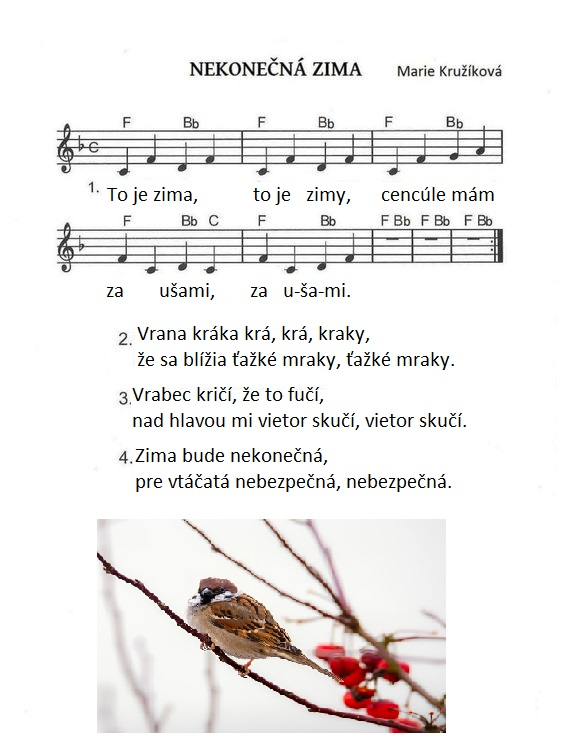 NEKONEČNÁ ZIMA Marie Kružíková
F Bb F Bb F Bb
1. To je zima, to je zimy, cencúle mám
F Bb C F Bb F Bb F Bb F Bb
za ušami, za u-ša-mi.
2. Vrana kráka krá, krá, kraky,
že sa blížia ťažké mraky, ťažké mraky.
3. Vrabec kričí, že to fučí,
nad hlavou mi vietor skučí, vietor skučí.
4. Zima bude nekonečná,
pre vtáčatá nebezpečná, nebezpečná.